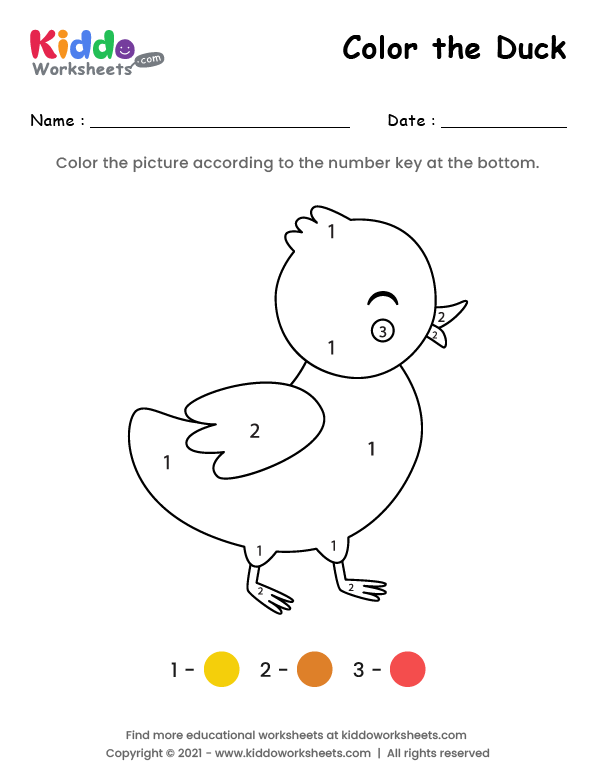 Kiddo
Worksheets.com
Color the Duck
Name : Date :
Color the picture according to the number key at the bottom.
1
1
3
2
2
2
1
1
1
1
2
2
1 - 2 - 3 -
Find more educational worksheets at kiddoworksheets.com
Copyright © 2021 - www.kiddoworksheets.com | All rights reserved